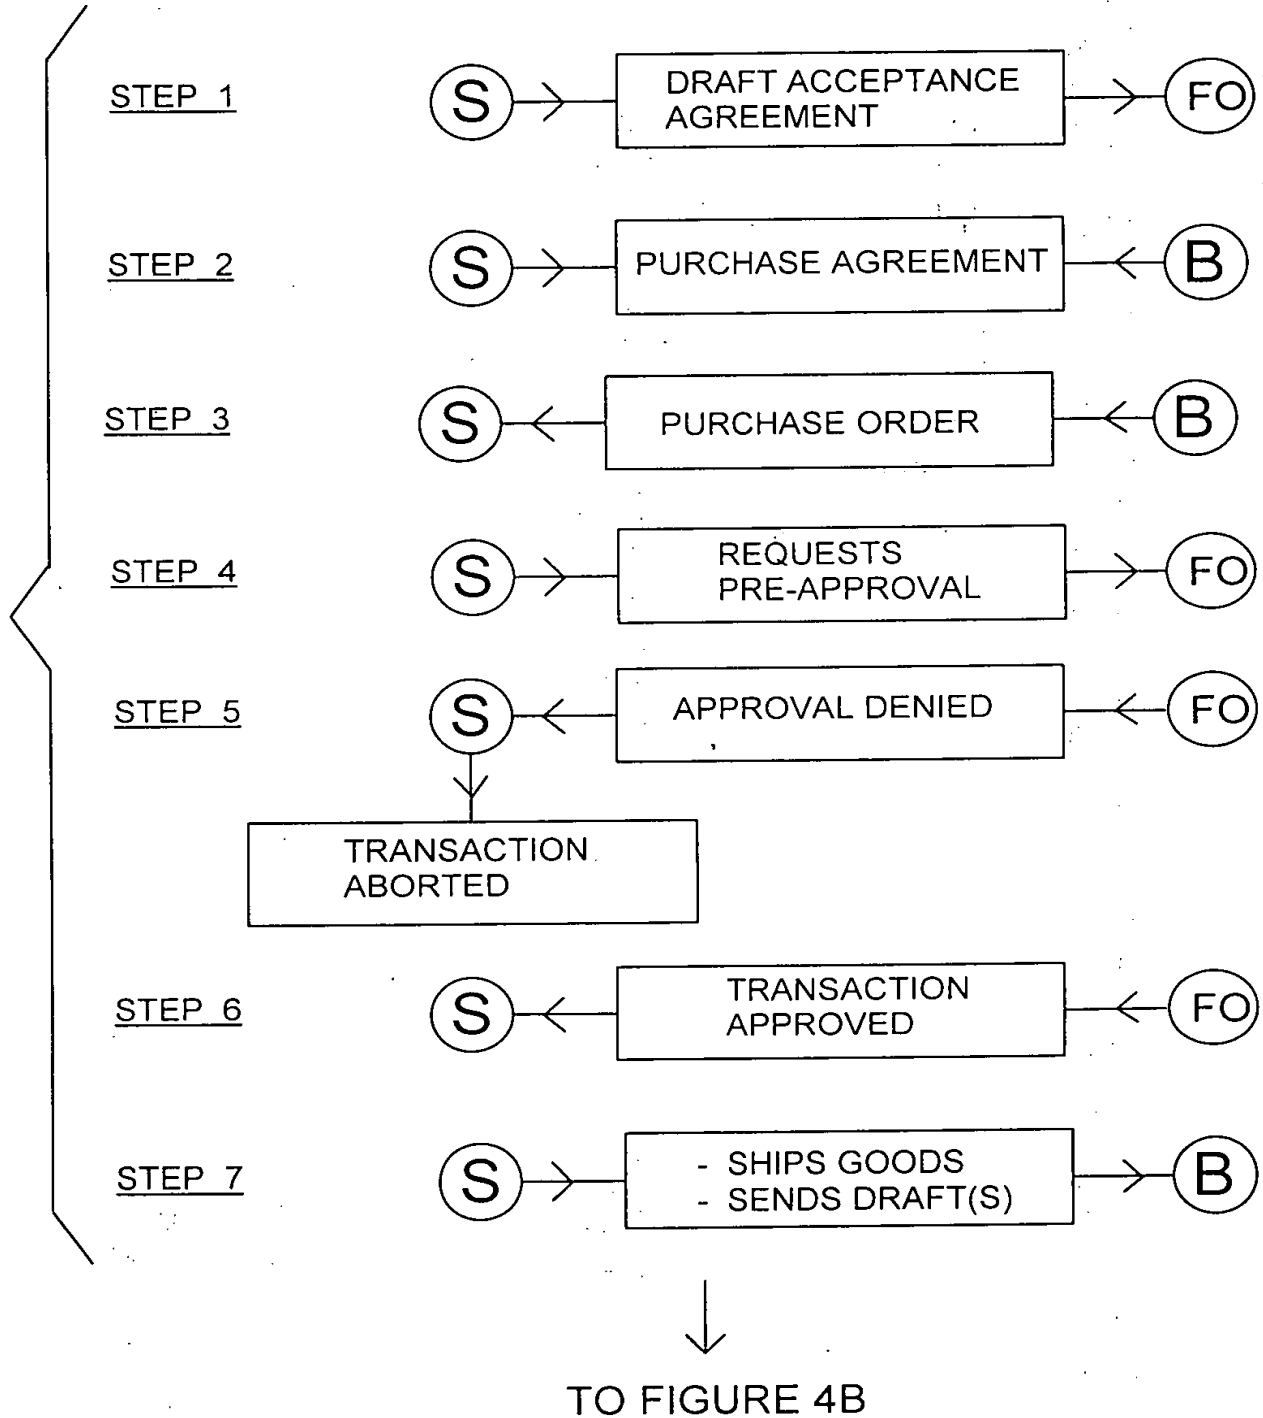 STEP 1
S
DRAFT ACCEPTANCE
AGREEMENT
FO
STEP 2
S
PURCHASE AGREEMENT
B
STEP 3
S
PURCHASE ORDER
B
STEP 4
S
REQUESTS
PRE-APPROVAL
FO
STEP 5
S
APPROVAL DENIED
FO
TRANSACTION
ABORTED
STEP 6
S
TRANSACTION
APPROVED
FO
STEP 7
S
- SHIPS GOODS
- SENDS DRAFT(S)
B
TO FIGURE 4B